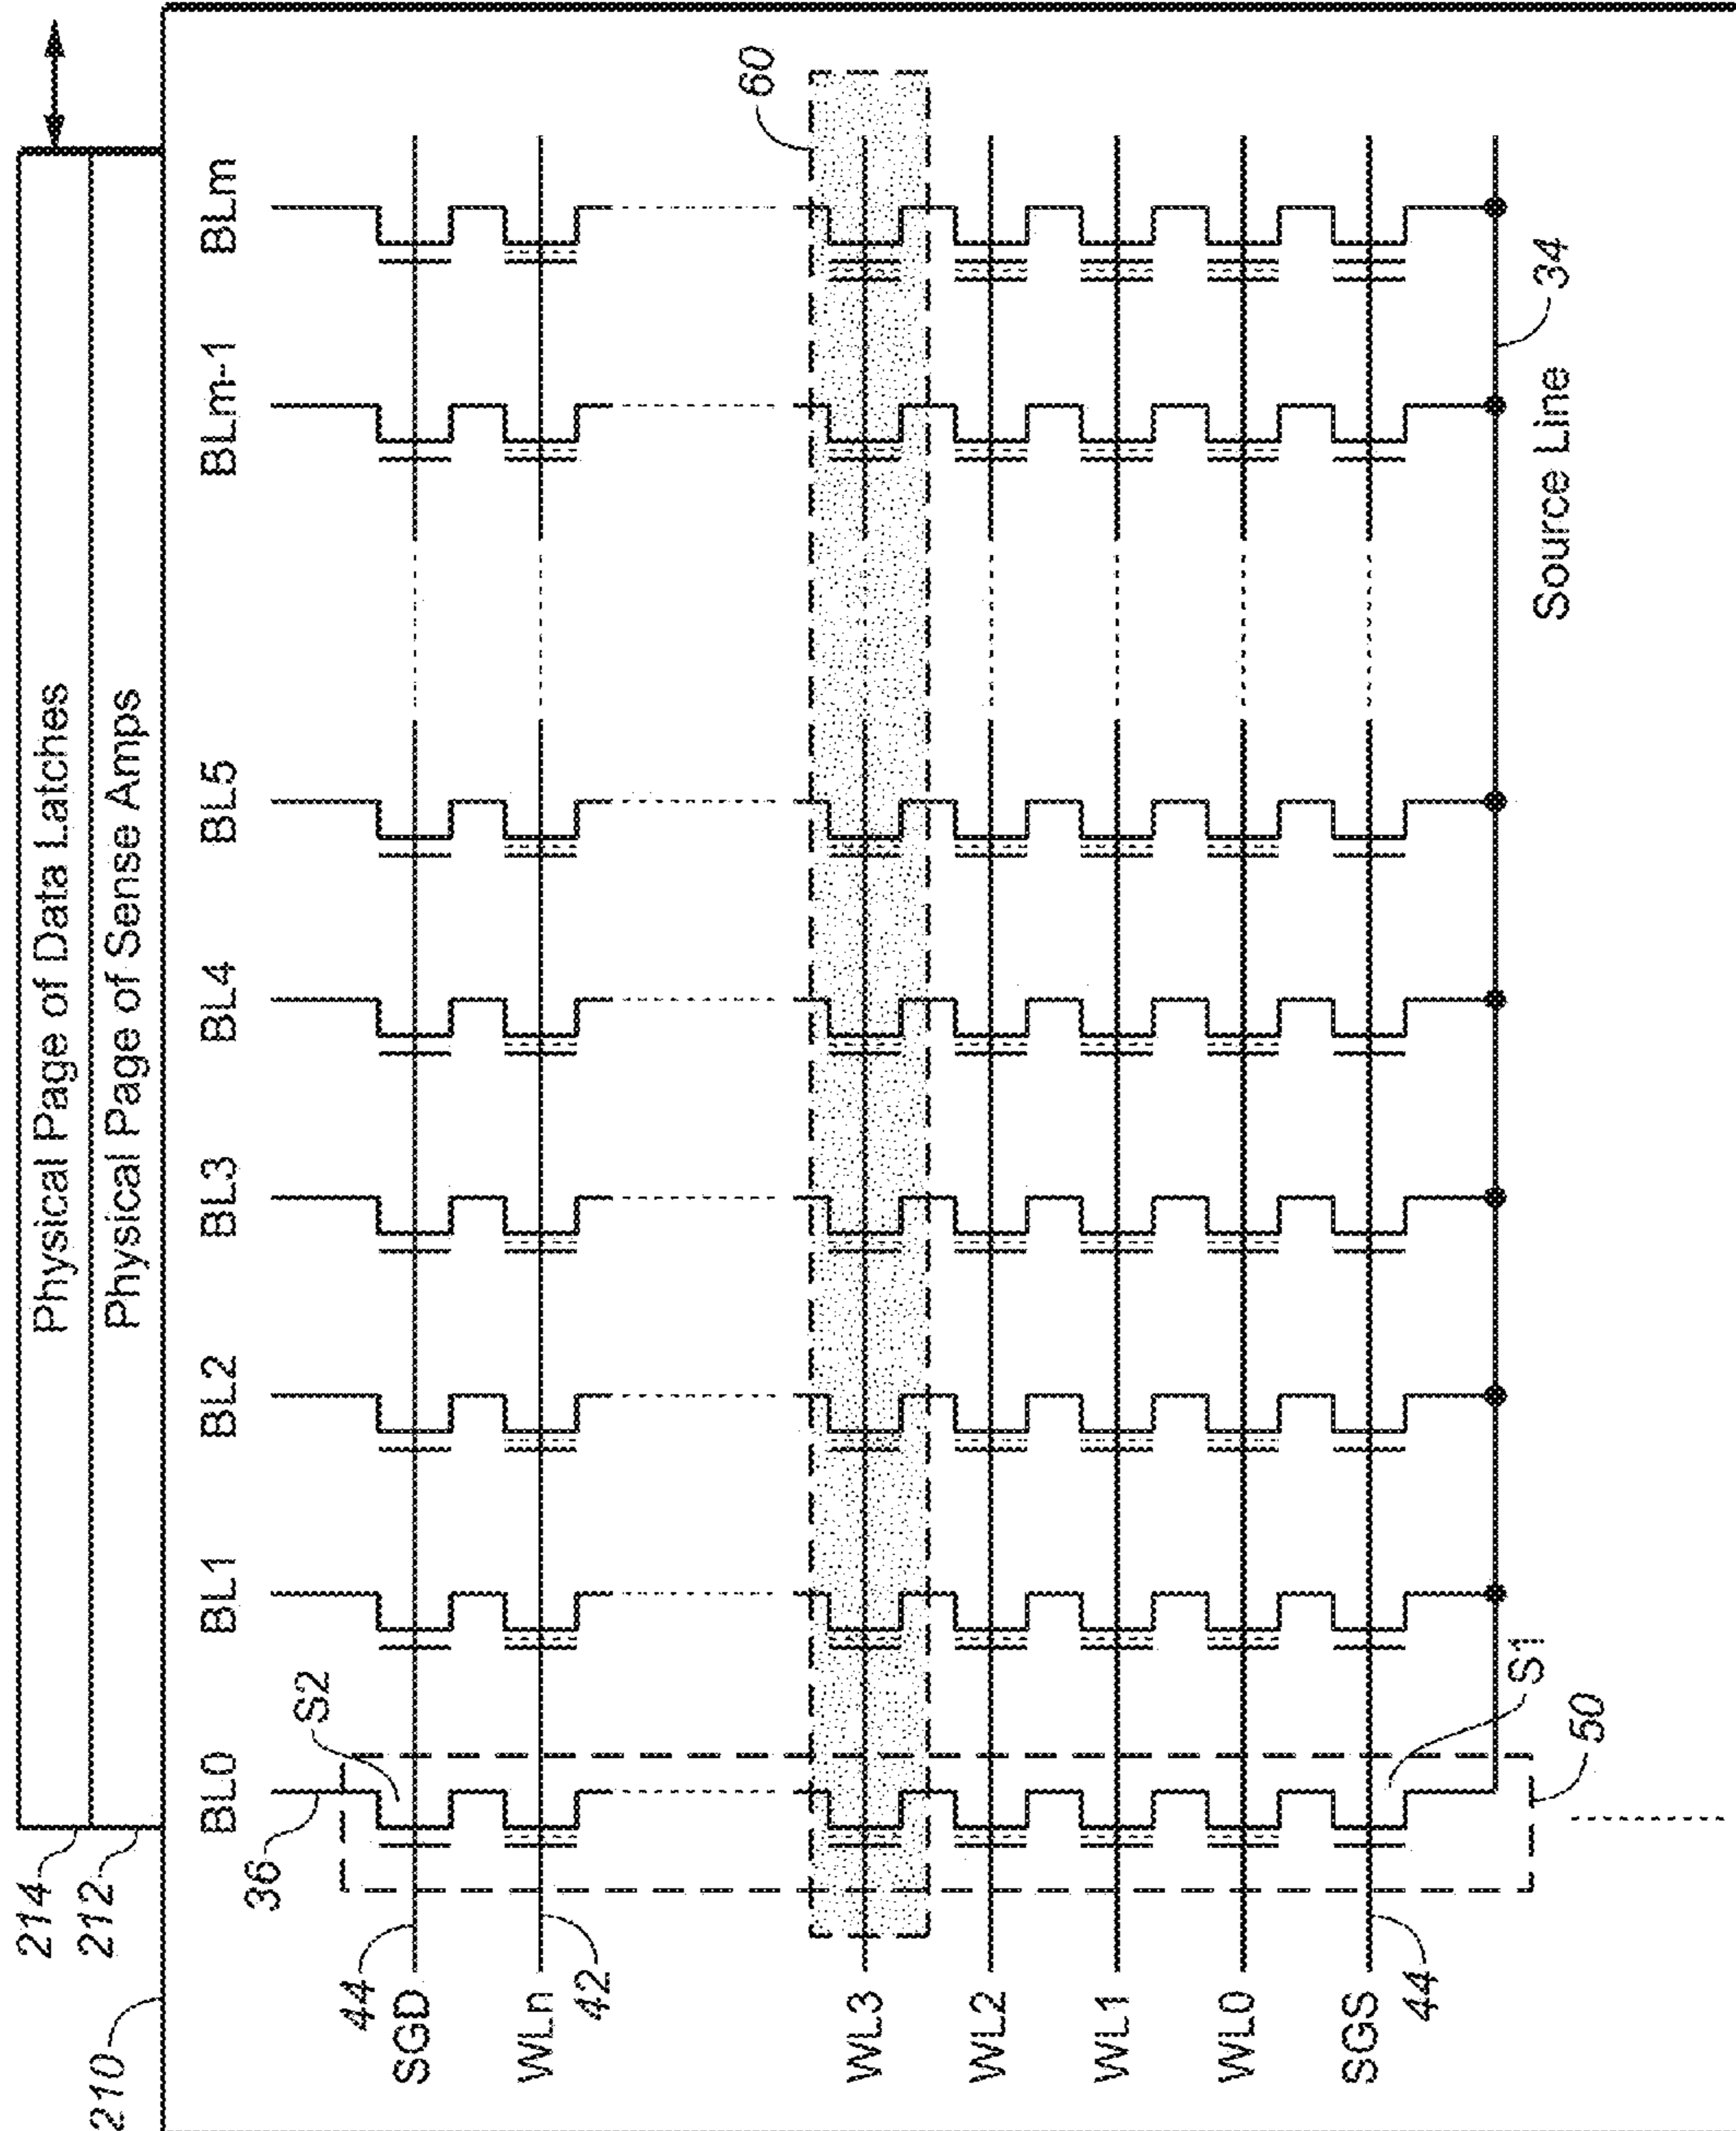 Physical Page of Data Latches
Physical Page of Sense Amps
214
212
210
BL0
BL1
BL2
BL3
BL4
BL5
BLm-1
BLm
36
S2
44
SGD
WLn
42
60
WL3
WL2
WL1
WL0
SGS
44
S1
50
Source Line
34